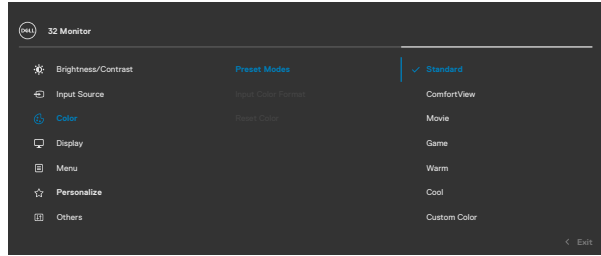 DELL
32 Monitor
Brightness/Contrast
Input Source
Color
Display
Menu
Personalize
Others
Preset Modes
Input Color Format
Reset Color
Standard
ComfortView
Movie
Game
Warm
Cool
Custom Color
Exit